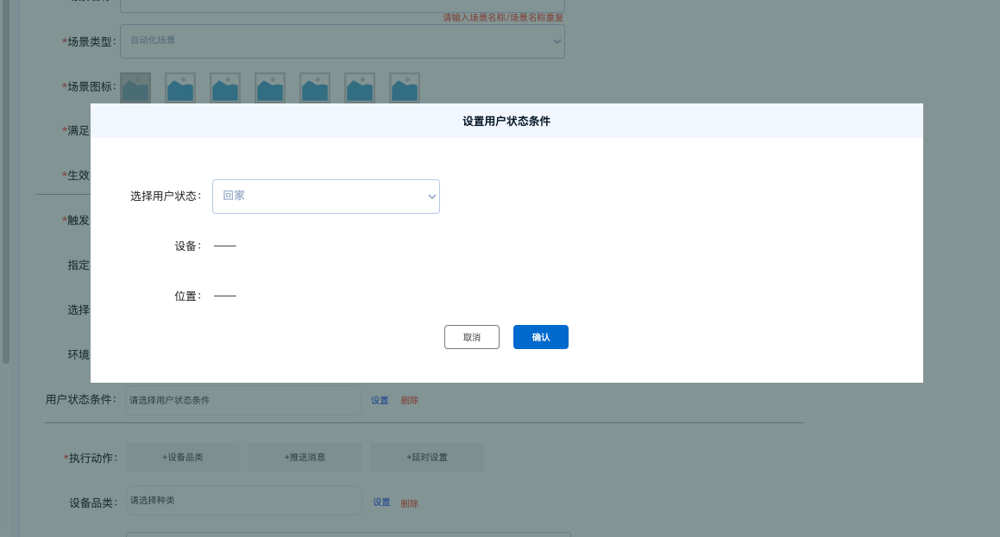 请输入场景名称/场景名称重复
*场景类型：
自动化场景
*场景图标：
设置用户状态条件
*满足
*生效
选择用户状态：
回家
*触发
设备：
——
指定
位置：
——
选择
取消
确认
环境
用户状态条件：
请选择用户状态条件
设置
删除
*执行动作：
+设备品类
+推送消息
+延时设置
设备品类：
请选择种类
设置
删除